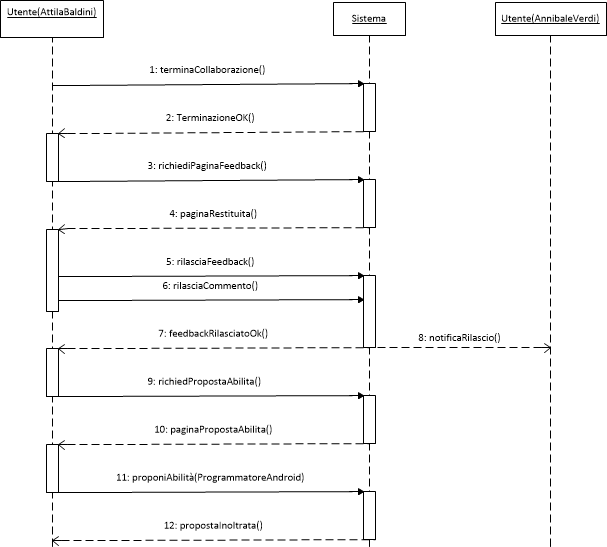 Utente(AttilaBaldini)
Sistema
Utente(AnnibaleVerdi)
1: terminaCollaborazione()
2: TerminazioneOK()
3: richiediPaginaFeedback()
4: paginaRestituita()
5: rilasciaFeedback()
6: rilasciaCommento()
7: feedbackRilasciatoOk()
8: notificaRilascio()
9: richiedPropostaAbilita()
10: paginaPropostaAbilita()
11: proponiAbilità(ProgrammatoreAndroid)
12: propostaInoltrata()